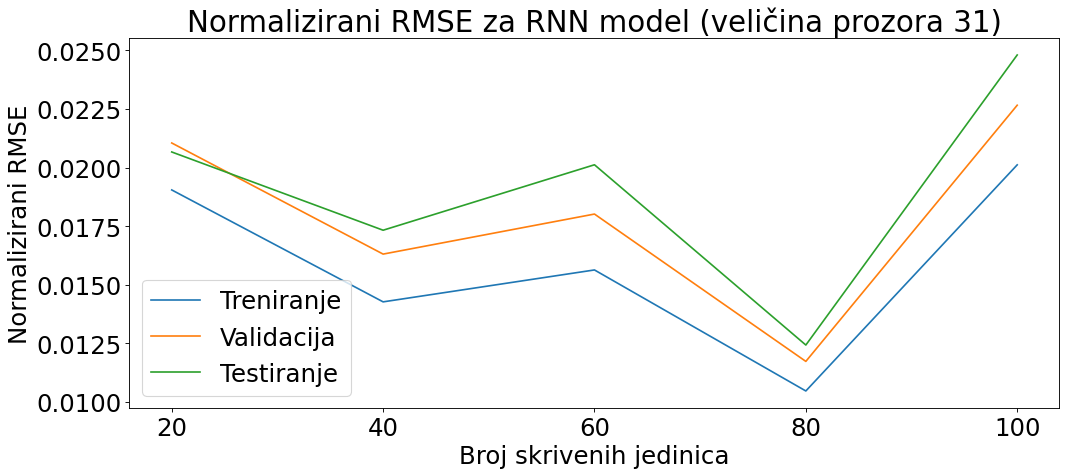 Normalizirani RMSE za RNN model (veličina prozora 31)
Normalizirani RMSE
0.0250
0.0225
0.0200
0.0175
0.0150
0.0125
0.0100
Treniranje
Validacija
Testiranje
20 40 60 80 100
Broj skrivenih jedinica